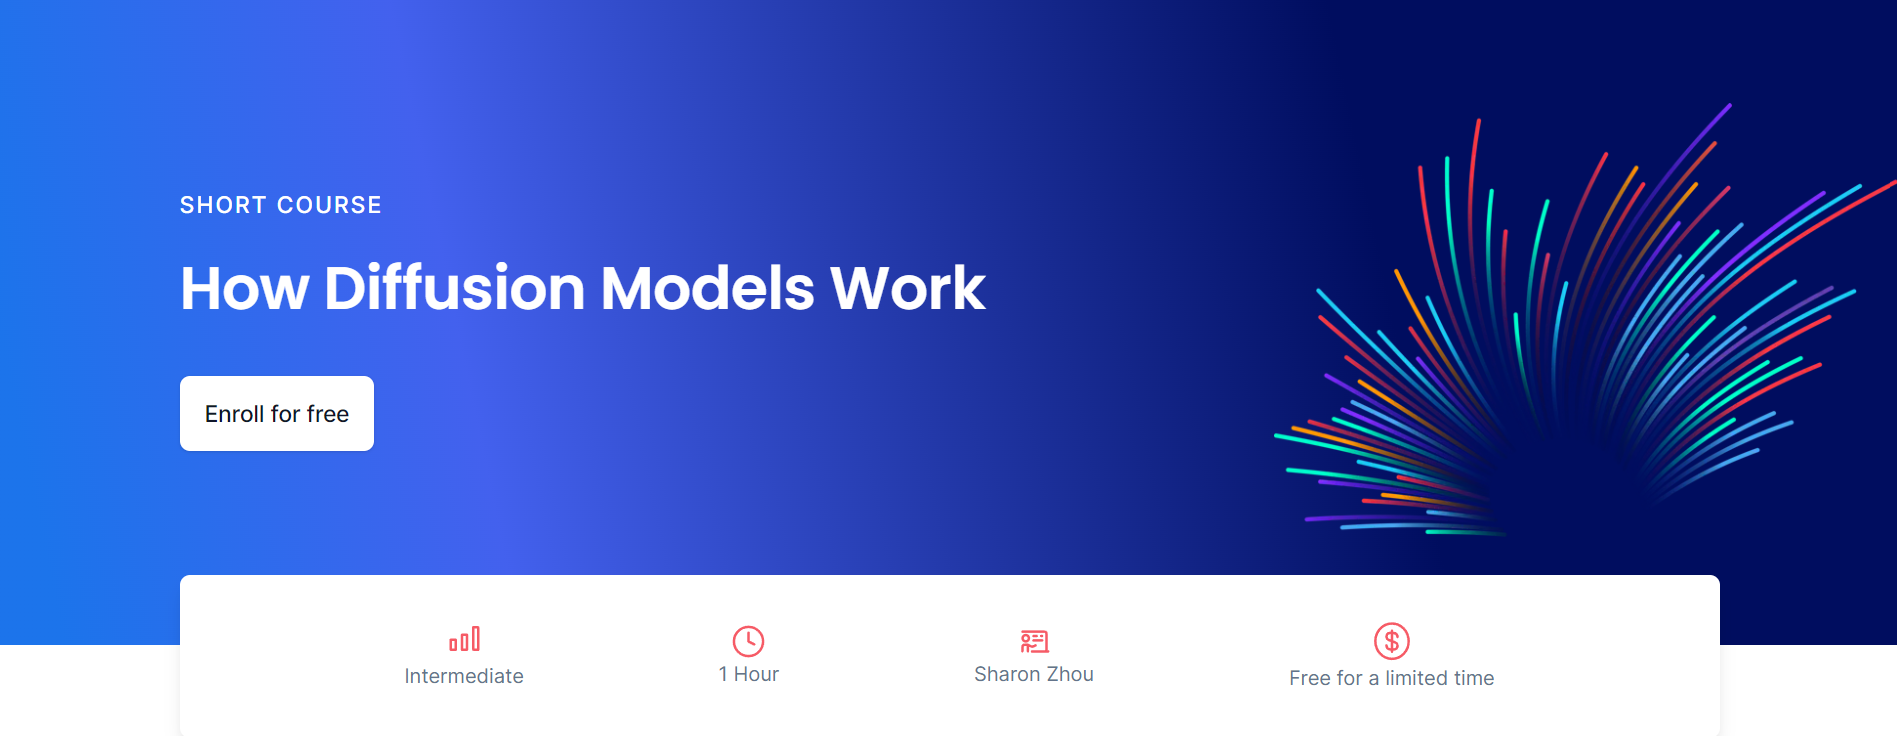 SHORT COURSE
How Diffusion Models Work
Enroll for free
Intermediate
1 Hour
Sharon Zhou
Free for a limited time